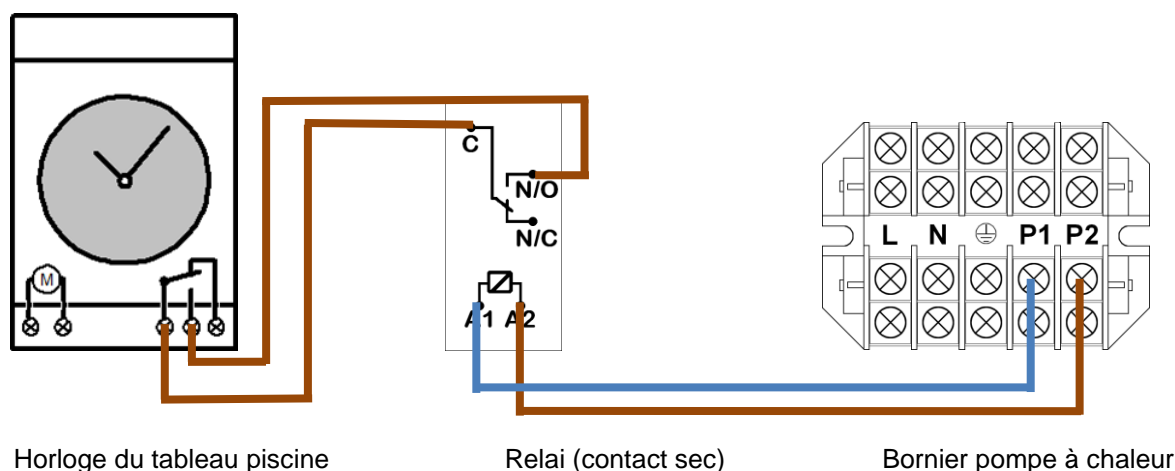 C
N/O
N/C
M
A1 A2
L N P1 P2
Horloge du tableau piscine
Relai (contact sec)
Bornier pompe à chaleur